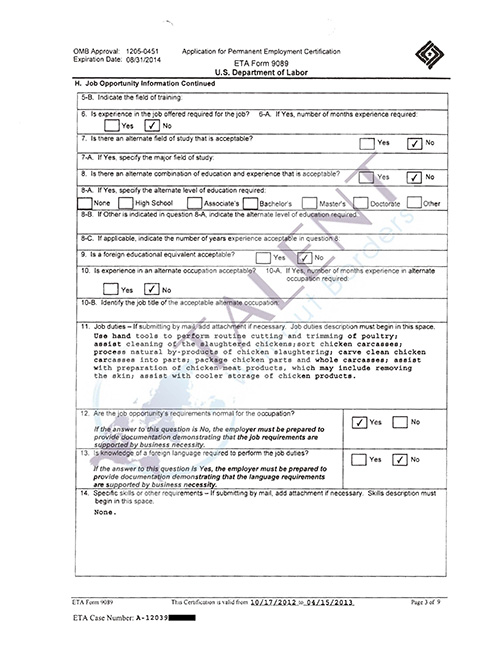 OMB Approval: 1205-0451
Expiration Date: 08/31/2014
Application for Permanent Employment Certification
ETA Form 9089
U.S. Department of Labor
H. Job Opportunity Information Continued
5-B. Indicate the field of training:
6. Is experience in the job offered required for the job? 6-A. If Yes, number of months experience required:
Yes ✓ No
7. Is there an alternate field of study that is acceptable? Yes ✓ No
7-A. If Yes, specify the major field of study:
8. Is there an alternate combination of education and experience that is acceptable? Yes ✓ No
8-A. If Yes, specify the alternate level of education required:
None High School Associate's Bachelor's Master's Doctorate Other
8-B. If Other is indicated in question 8-A, indicate the alternate level of education required:
8-C. If applicable, indicate the number of years experience acceptable in question 8:
9. Is a foreign educational equivalent acceptable? Yes ✓ No
10. Is experience in an alternate occupation acceptable? 10-A. If Yes, number of months experience in alternate
occupation required:
Yes ✓ No
10-B. Identify the job title of the acceptable alternate occupation:
11. Job duties – If submitting by mail, add attachment if necessary. Job duties description must begin in this space.
Use hand tools to perform routine cutting and trimming of poultry;
assist cleaning of the slaughtered chickens;sort chicken carcasses;
process natural by-products of chicken slaughtering; carve clean chicken
carcasses into parts; package chicken parts and whole carcasses; assist
with preparation of chicken meat products, which may include removing
the skin; assist with cooler storage of chicken products.
12. Are the job opportunity's requirements normal for the occupation?
✓ Yes No
If the answer to this question is No, the employer must be prepared to
provide documentation demonstrating that the job requirements are
supported by business necessity.
13. Is knowledge of a foreign language required to perform the job duties?
Yes ✓ No
If the answer to this question is Yes, the employer must be prepared to
provide documentation demonstrating that the language requirements
are supported by business necessity.
14. Specific skills or other requirements – If submitting by mail, add attachment if necessary. Skills description must
begin in this space.
None.
ETA Form 9089 This Certification is valid from 10/17/2012 to 04/15/2013 Page 3 of 9
ETA Case Number: A-12039
TALENT
out Borders